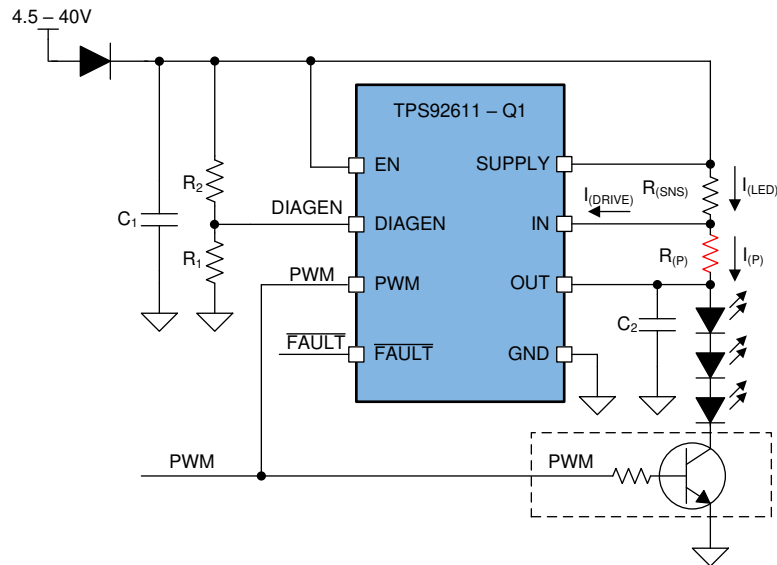 4.5 – 40V
TPS92611 – Q1
EN
SUPPLY
R(SNS)
I(LED)
R2
I(DRIVE)
DIAGEN
C1
DIAGEN
IN
R1
R(P)
I(P)
PWM
PWM
OUT
C2
FAULT
FAULT
GND
PWM
PWM